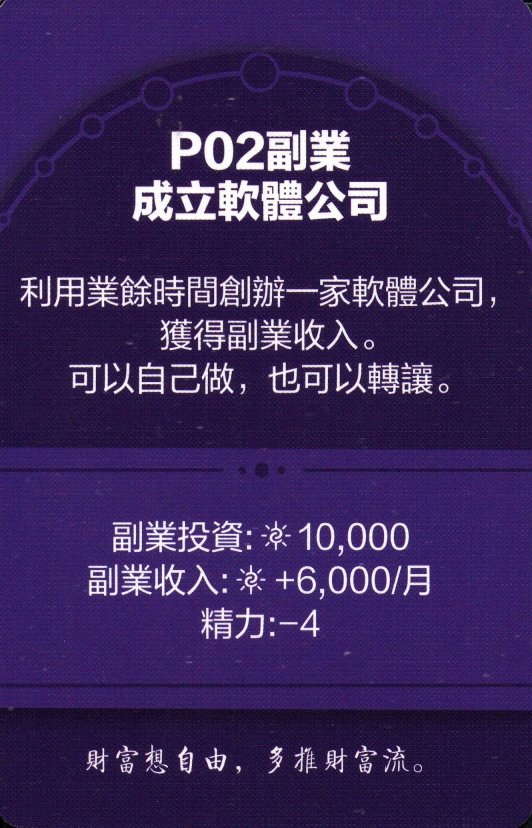 P02副業
成立軟體公司
利用業餘時間創辦一家軟體公司，
獲得副業收入。
可以自己做，也可以轉讓。
副業投資: 10,000
副業收入: +6,000/月
精力:−4
財富想自由，多推財富流。